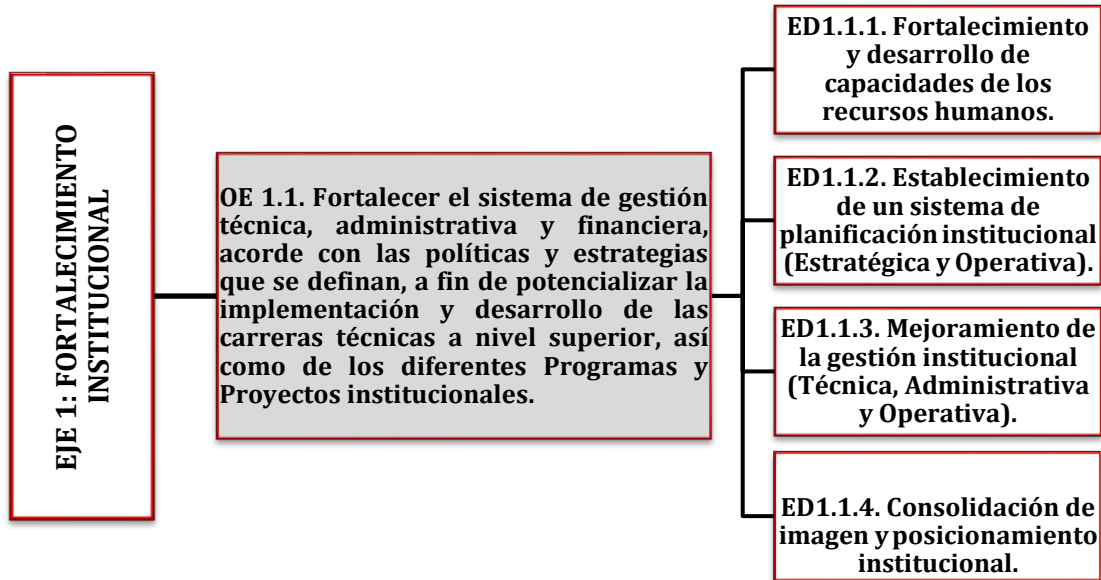 EJE 1: FORTALECIMIENTO
INSTITUCIONAL
OE 1.1. Fortalecer el sistema de gestión
técnica, administrativa y financiera,
acorde con las políticas y estrategias
que se definan, a fin de potencializar la
implementación y desarrollo de las
carreras técnicas a nivel superior, así
como de los diferentes Programas y
Proyectos institucionales.
ED1.1.1. Fortalecimiento
y desarrollo de
capacidades de los
recursos humanos.
ED1.1.2. Establecimiento
de un sistema de
planificación institucional
(Estratégica y Operativa).
ED1.1.3. Mejoramiento de
la gestión institucional
(Técnica, Administrativa
y Operativa).
ED1.1.4. Consolidación de
imagen y posicionamiento
institucional.